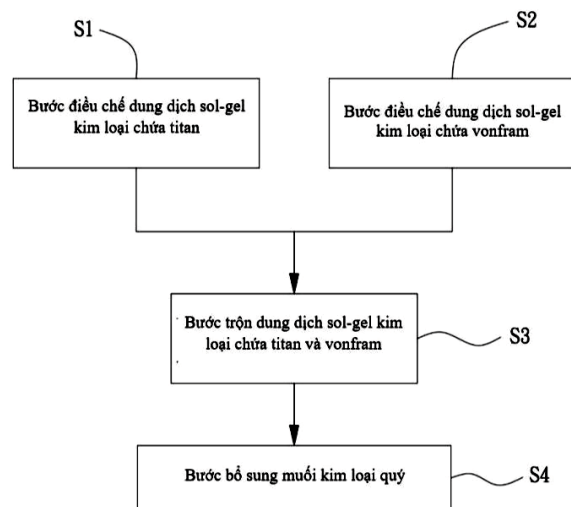 S1
S2
Bước điều chế dung dịch sol-gel
kim loại chứa titan
Bước điều chế dung dịch sol-gel
kim loại chứa vonfram
Bước trộn dung dịch sol-gel kim
loại chứa titan và vonfram
S3
Bước bổ sung muối kim loại quý
S4